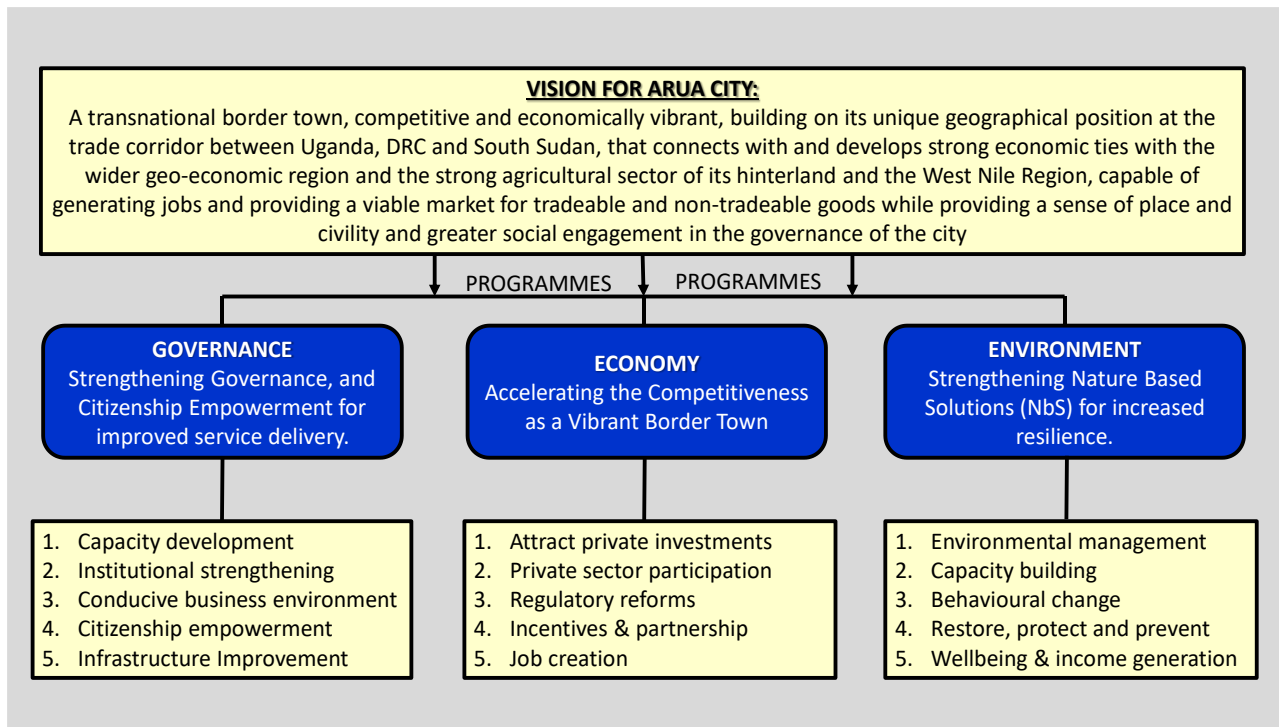 VISION FOR ARUA CITY:
A transnational border town, competitive and economically vibrant, building on its unique geographical position at the
trade corridor between Uganda, DRC and South Sudan, that connects with and develops strong economic ties with the
wider geo-economic region and the strong agricultural sector of its hinterland and the West Nile Region, capable of
generating jobs and providing a viable market for tradeable and non-tradeable goods while providing a sense of place and
civility and greater social engagement in the governance of the city
PROGRAMMES
PROGRAMMES
GOVERNANCE
Strengthening Governance, and
Citizenship Empowerment for
improved service delivery.
ECONOMY
Accelerating the Competitiveness
as a Vibrant Border Town
ENVIRONMENT
Strengthening Nature Based
Solutions (NbS) for increased
resilience.
1. Capacity development
2. Institutional strengthening
3. Conducive business environment
4. Citizenship empowerment
5. Infrastructure Improvement
1. Attract private investments
2. Private sector participation
3. Regulatory reforms
4. Incentives & partnership
5. Job creation
1. Environmental management
2. Capacity building
3. Behavioural change
4. Restore, protect and prevent
5. Wellbeing & income generation